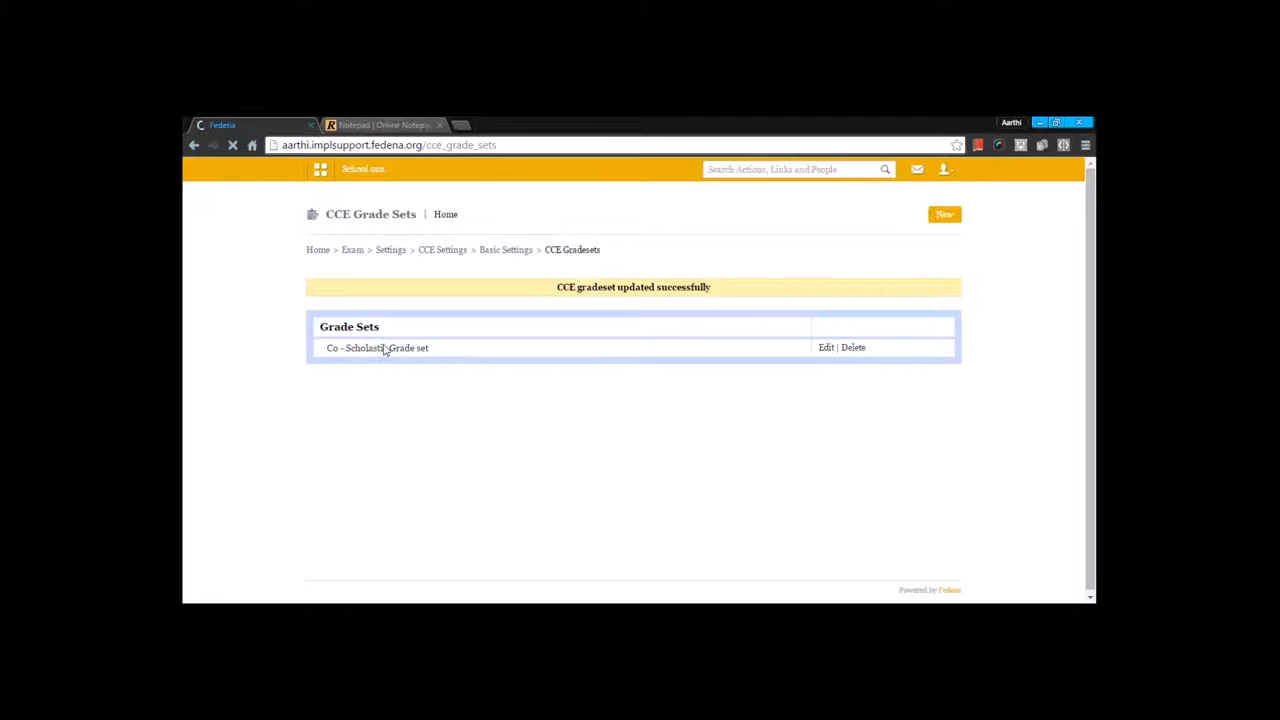 Fedena
Notepad | Online Notep
Aarthi
aarthi.implsupport.fedena.org/cce_grade_sets
School one.
Search Actions, Links and People
CCE Grade Sets | Home
New
Home > Exam > Settings > CCE Settings > Basic Settings > CCE Gradesets
CCE gradeset updated successfully
Grade Sets
Co - Scholastic Grade set
Edit | Delete
Powered by Fedena